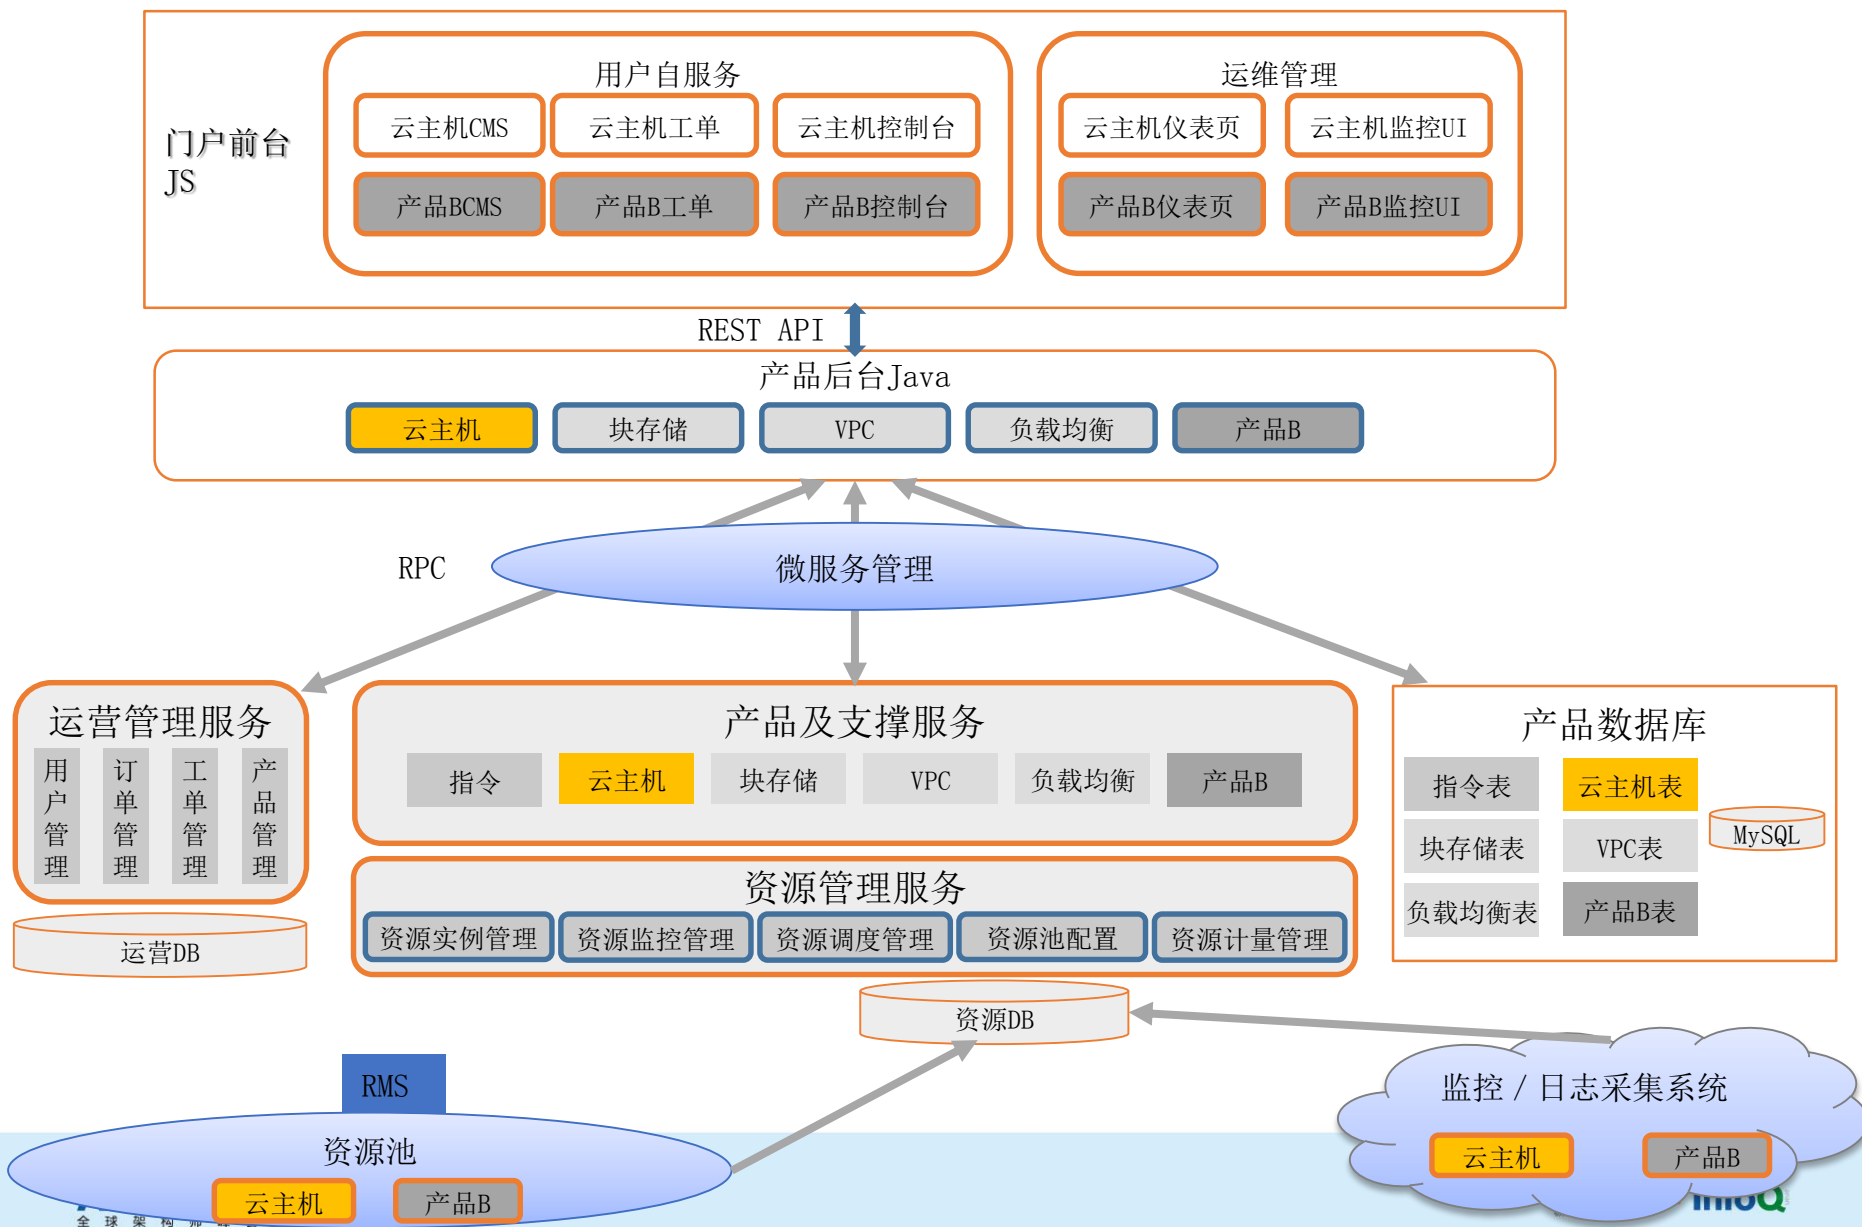 用户自服务
运维管理
门户前台
JS
云主机CMS
云主机工单
云主机控制台
云主机仪表页
云主机监控UI
产品BCMS
产品B工单
产品B控制台
产品B仪表页
产品B监控UI
REST API
产品后台Java
云主机
块存储
VPC
负载均衡
产品B
RPC
微服务管理
运营管理服务
用户管理
订单管理
工单管理
产品管理
运营DB
产品及支撑服务
指令
云主机
块存储
VPC
负载均衡
产品B
资源管理服务
资源实例管理
资源监控管理
资源调度管理
资源池配置
资源计量管理
产品数据库
指令表
云主机表
块存储表
VPC表
负载均衡表
产品B表
MySQL
资源DB
RMS
资源池
云主机
产品B
监控/日志采集系统
云主机
产品B